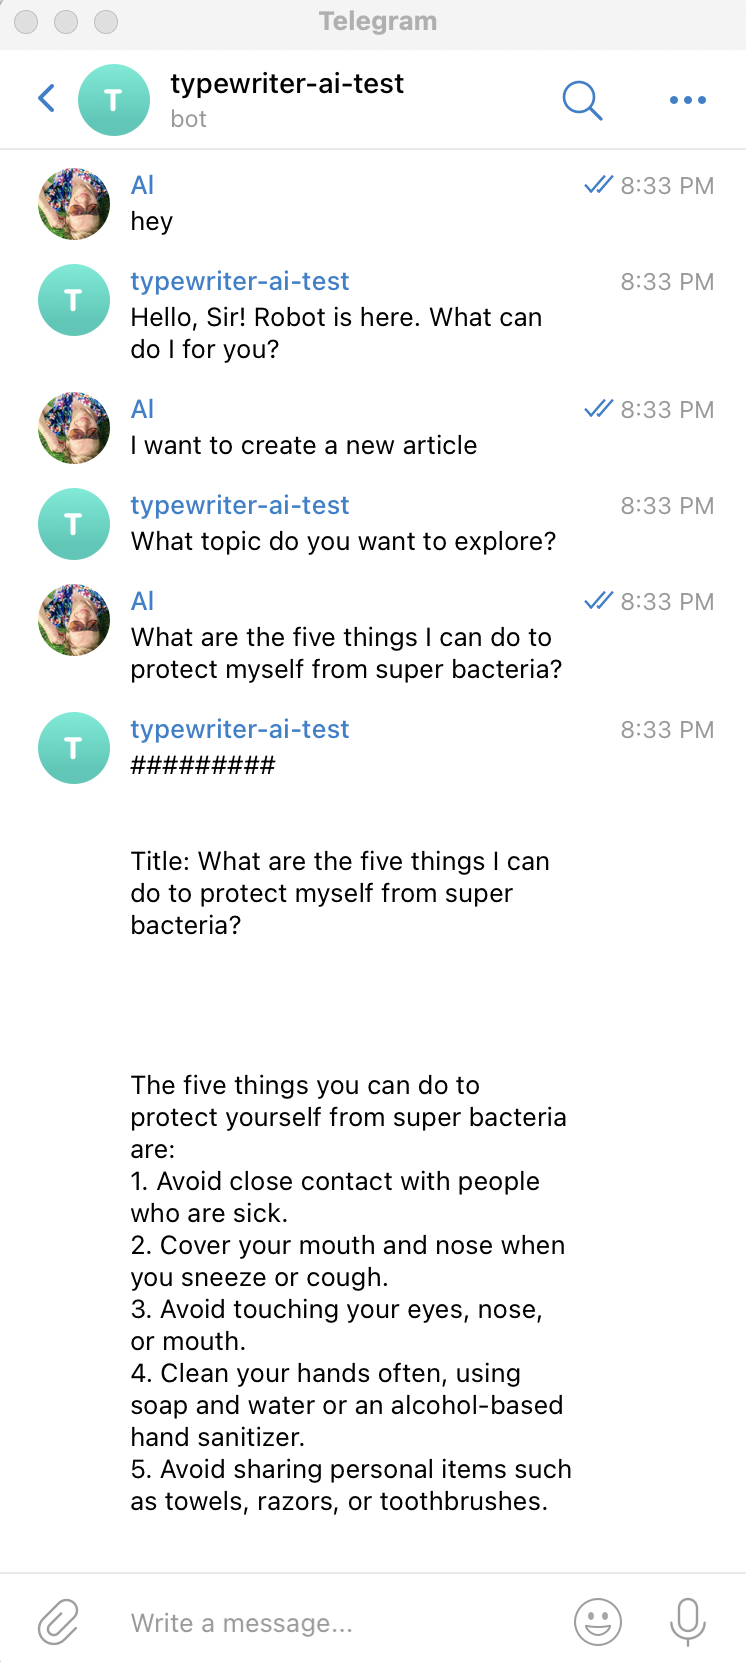 Telegram
typewriter-ai-test
T
bot
Al
8:33 PM
hey
typewriter-ai-test
8:33 PM
T
Hello, Sir! Robot is here. What can
do I for you?
Al
8:33 PM
I want to create a new article
typewriter-ai-test
8:33 PM
T
What topic do you want to explore?
Al
8:33 PM
What are the five things I can do to
protect myself from super bacteria?
typewriter-ai-test
8:33 PM
T
#########
Title: What are the five things I can
do to protect myself from super
bacteria?
The five things you can do to
protect yourself from super bacteria
are:
1. Avoid close contact with people
who are sick.
2. Cover your mouth and nose when
you sneeze or cough.
3. Avoid touching your eyes, nose,
or mouth.
4. Clean your hands often, using
soap and water or an alcohol-based
hand sanitizer.
5. Avoid sharing personal items such
as towels, razors, or toothbrushes.
Write a message...